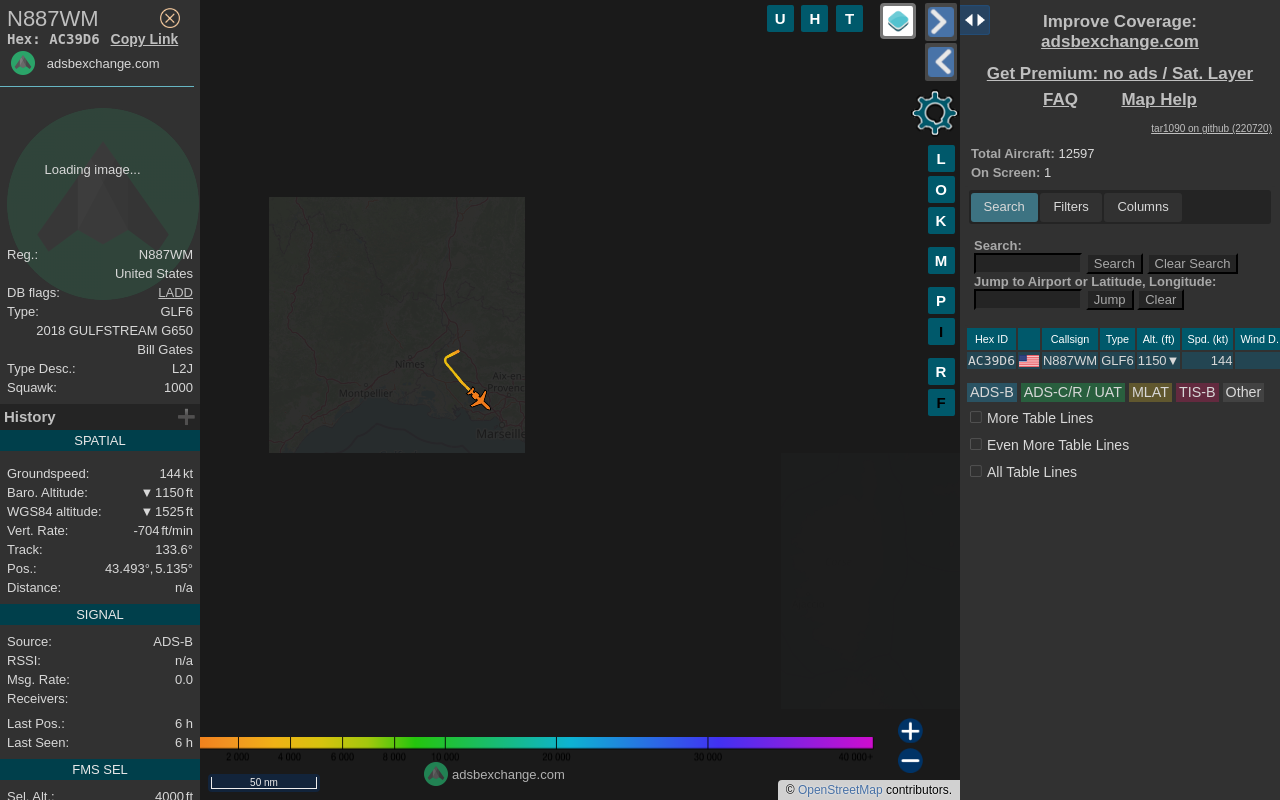 N887WM
Hex: AC39D6 Copy Link
adsbexchange.com
Loading image...
Reg.: N887WM
United States
DB flags: LADD
Type: GLF6
2018 GULFSTREAM G650
Bill Gates
Type Desc.: L2J
Squawk: 1000
History
SPATIAL
Groundspeed: 144 kt
Baro. Altitude: ▼ 1150 ft
WGS84 altitude: ▼ 1525 ft
Vert. Rate: -704 ft/min
Track: 133.6°
Pos.: 43.493°, 5.135°
Distance: n/a
SIGNAL
Source: ADS-B
RSSI: n/a
Msg. Rate: 0.0
Receivers:
Last Pos.: 6 h
Last Seen: 6 h
FMS SEL
Sel. Alt.: 4000 ft
U H T
L
O
K
M
P
I
R
F
Nîmes
Aix-en-
Provence
Montpellier
Marseille
2 000 4 000 6 000 8 000 10 000 20 000 30 000 40 000+
adsbexchange.com
50 nm
© OpenStreetMap contributors.
Improve Coverage:
adsbexchange.com
Get Premium: no ads / Sat. Layer
FAQ Map Help
tar1090 on github (220720)
Total Aircraft: 12597
On Screen: 1
Search Filters Columns
Search:
Search Clear Search
Jump to Airport or Latitude, Longitude:
Jump Clear
Hex ID Callsign Type Alt. (ft) Spd. (kt) Wind D.
AC39D6 N887WM GLF6 1150▼ 144
ADS-B ADS-C/R / UAT MLAT TIS-B Other
More Table Lines
Even More Table Lines
All Table Lines